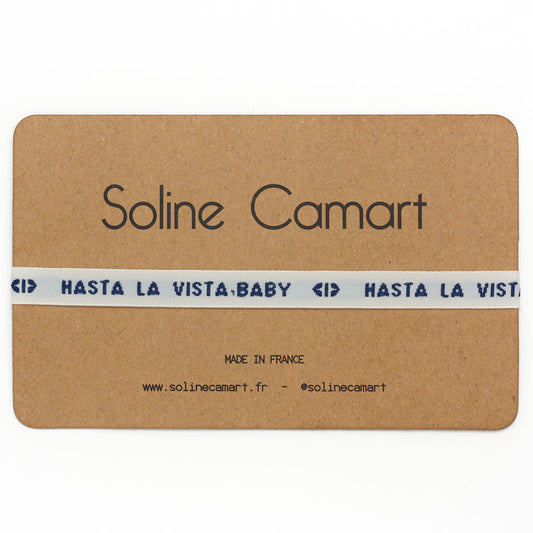 Soline Camart
HASTA LA VISTA,BABY HASTA LA VISTA
MADE IN FRANCE
www.solinecamart.fr - @solinecamart